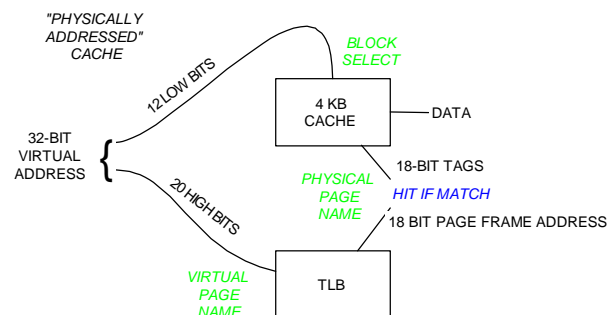 "PHYSICALLY
ADDRESSED"
CACHE
BLOCK
SELECT
12 LOW BITS
4 KB
CACHE
DATA
32-BIT
VIRTUAL
ADDRESS
{
18-BIT TAGS
PHYSICAL
PAGE
NAME
HIT IF MATCH
20 HIGH BITS
18 BIT PAGE FRAME ADDRESS
VIRTUAL
PAGE
NAME
TLB